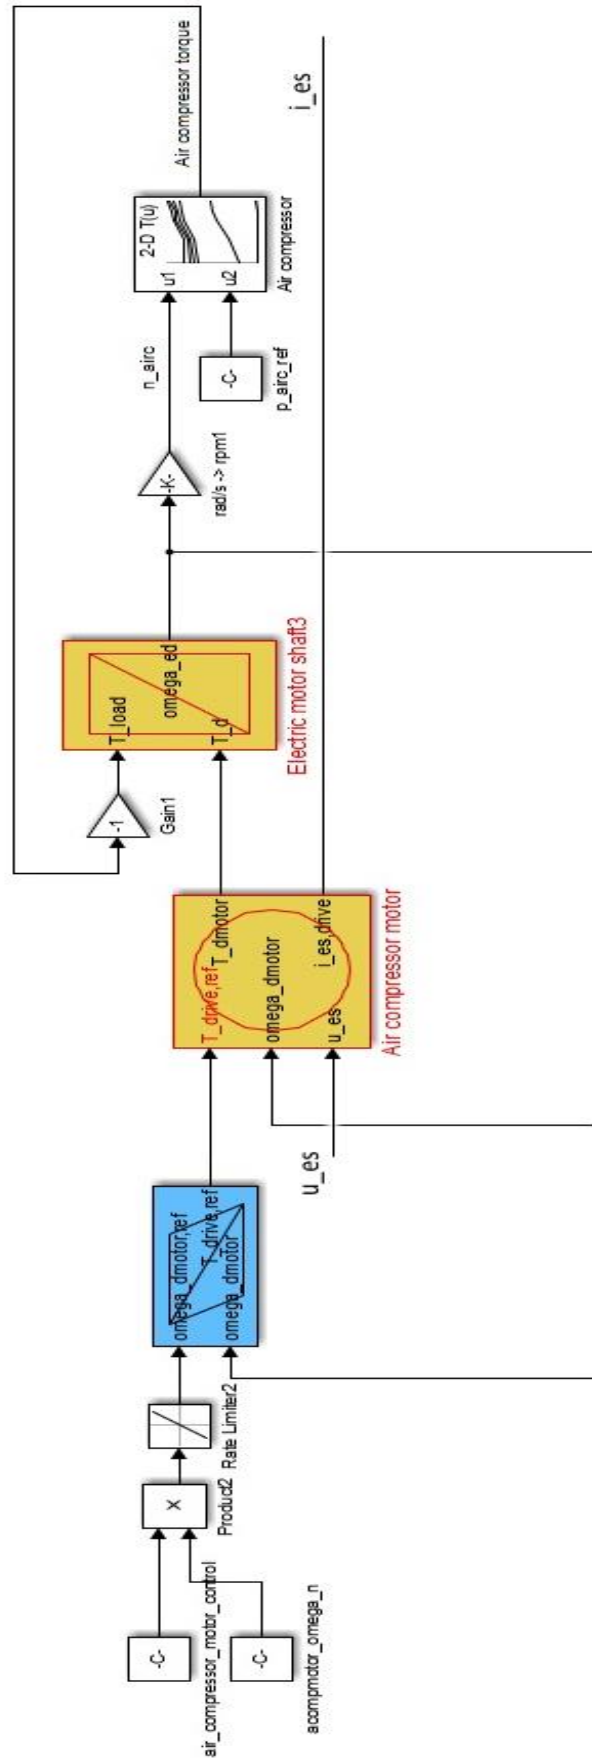 -C-
air_compressor_motor_control
-C-
acompmotor_omega_n
X
Product2
Rate Limiter2
omega_dmotor,ref
T_drive,ref
omega_dmotor
u_es
T_drive,ref
T_dmotor
omega_dmotor
u_es
i_es,drive
Air compressor motor
-1
Gain1
T_load
omega_ed
T_d
Electric motor shaft3
-K-
rad/s -> rpm1
n_airc
-C-
p_airc_ref
2-D T(u)
u1
u2
Air compressor
Air compressor torque
i_es